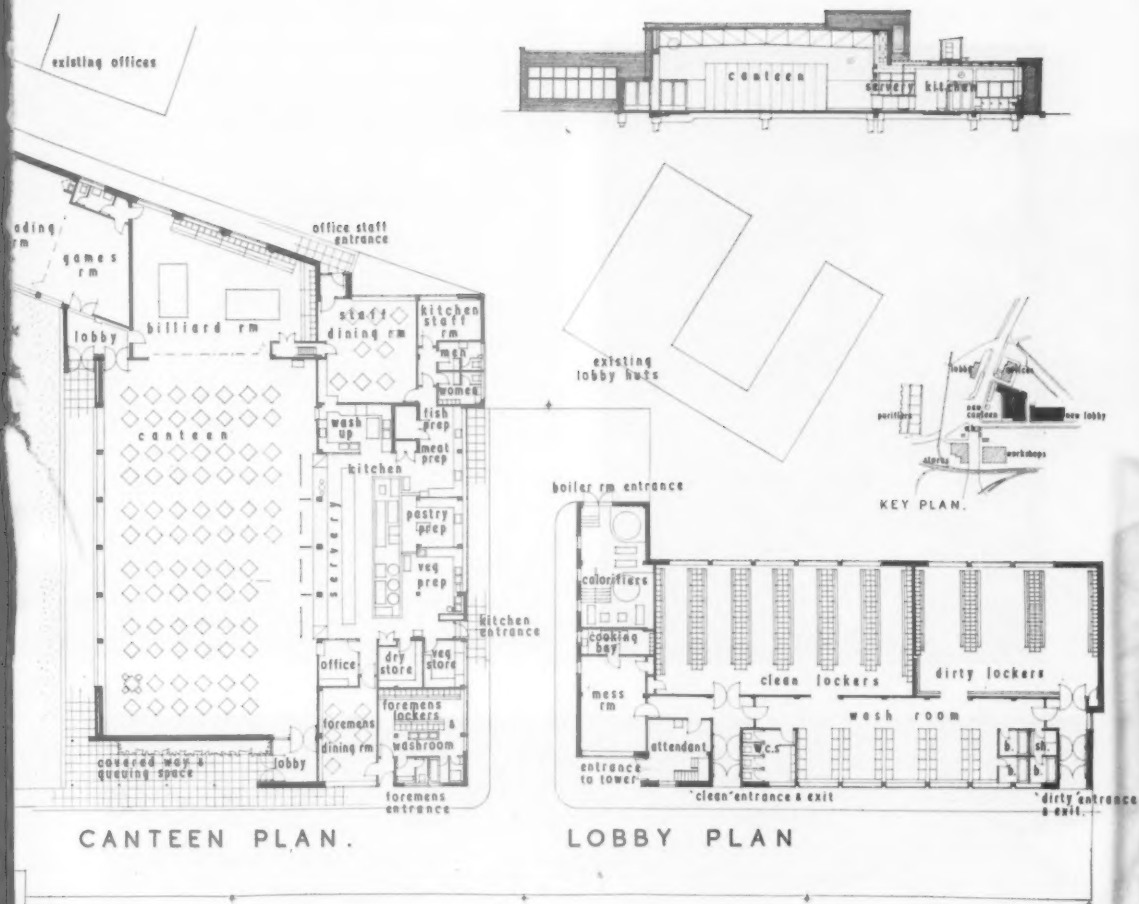 existing offices
canteen
servery
kitchen
games
rm
rm
office staff
entrance
lobby
billiard rm
staff
dining rm
kitchen
staff
rm
men
women
canteen
wash
up
fish
prep
meat
prep
kitchen
servery
pastry
prep
veg
prep
kitchen
entrance
office
dry
store
veg
store
foremens
dining rm
foremens
lockers
&
washroom
covered way &
queuing space
lobby
foremens
entrance
CANTEEN PLAN.
existing
lobby huts
lobby
offices
purifiers
new
canteen
new lobby
stores
workshops
KEY PLAN.
boiler rm entrance
calorifiers
cooking
bay
mess
rm
clean lockers
dirty lockers
wash room
attendant
w.c.s
b.
sh.
b.
b.
entrance
to tower
"clean" entrance & exit
"dirty" entrance
& exit.
LOBBY PLAN